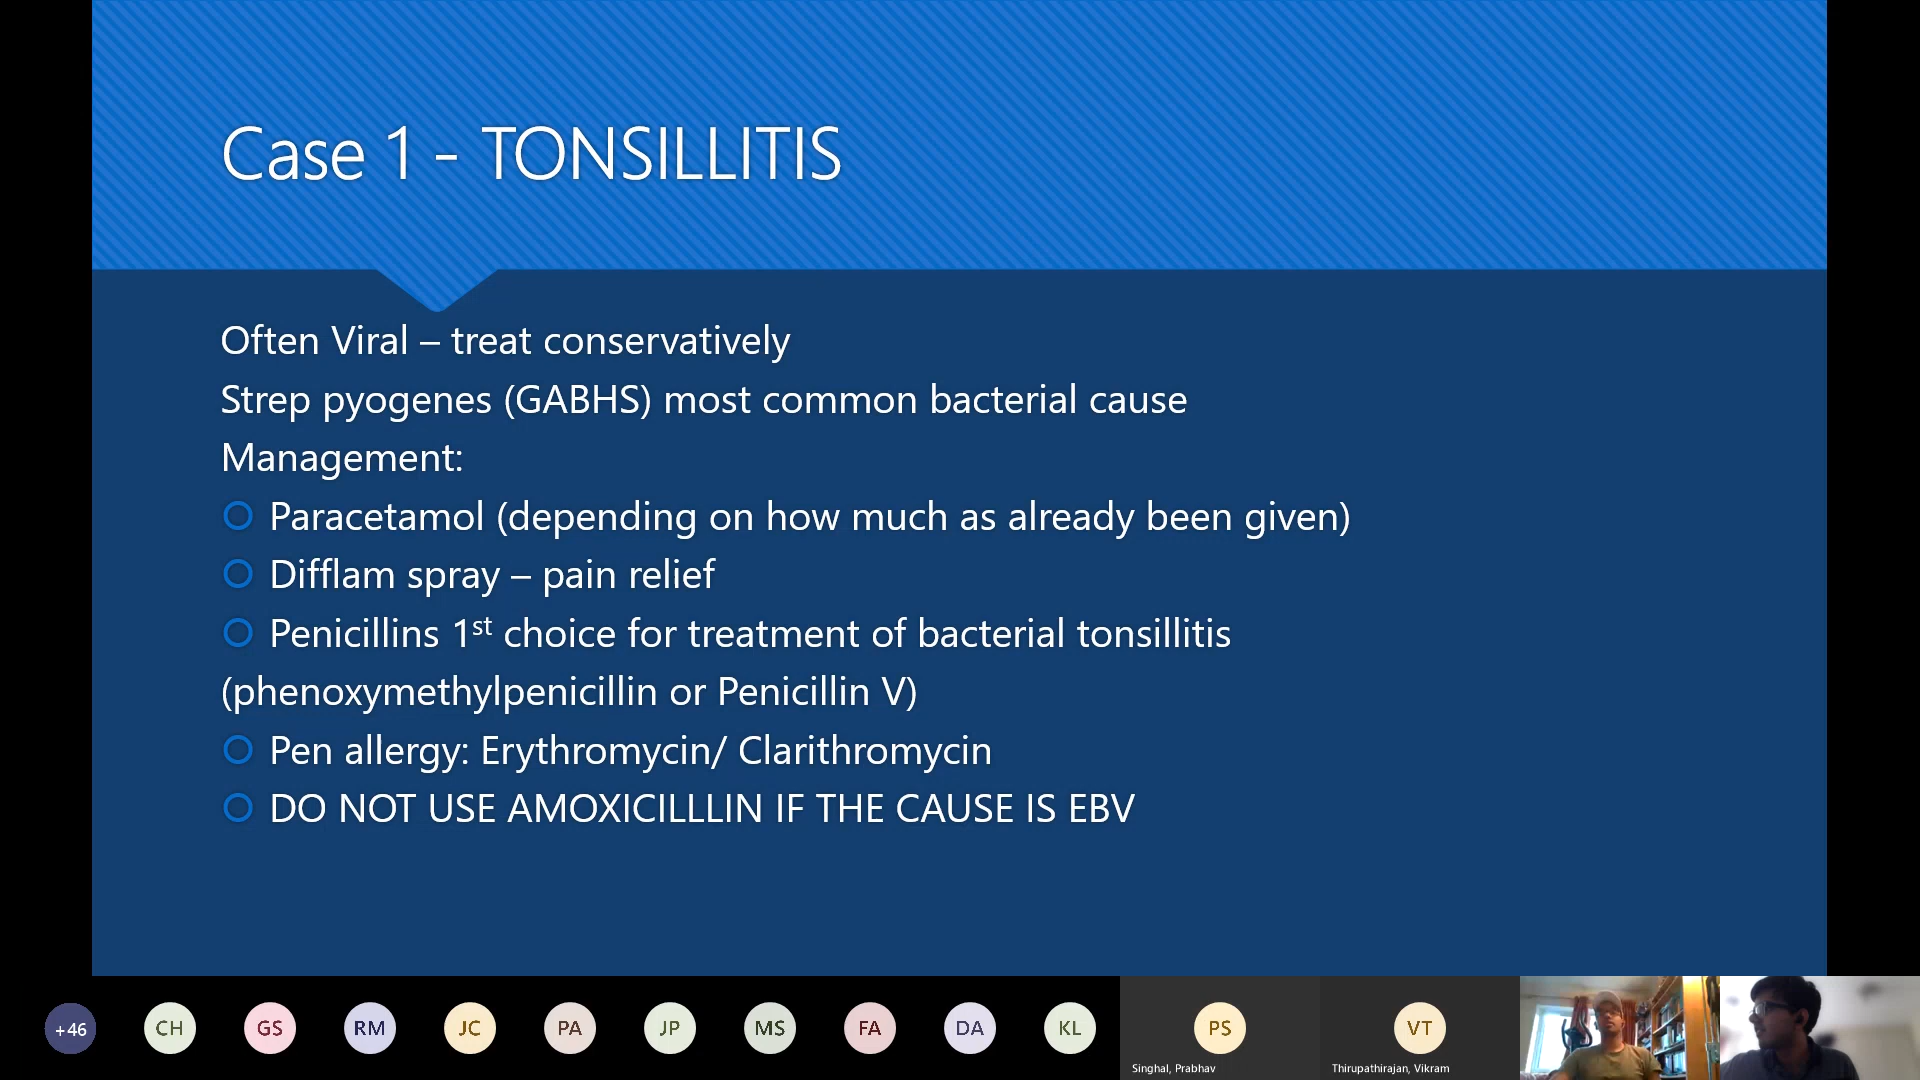 Case 1 - TONSILLITIS
Often Viral – treat conservatively
Strep pyogenes (GABHS) most common bacterial cause
Management:
Paracetamol (depending on how much as already been given)
Difflam spray – pain relief
Penicillins 1st choice for treatment of bacterial tonsillitis
(phenoxymethylpenicillin or Penicillin V)
Pen allergy: Erythromycin/ Clarithromycin
DO NOT USE AMOXICILLLIN IF THE CAUSE IS EBV
+46 CH GS RM JC PA JP MS FA DA KL PS VT
Singhal, Prabhav Thirupathirajan, Vikram